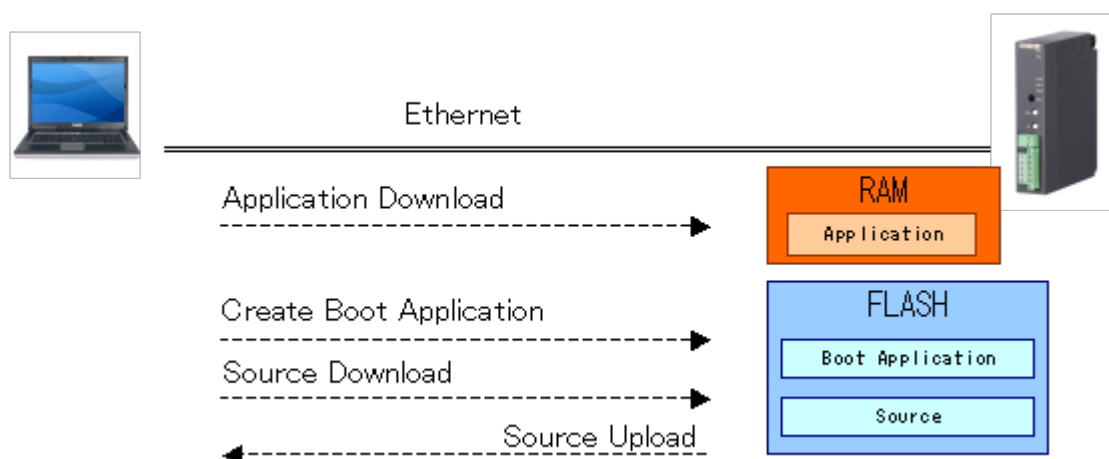 Ethernet
Application Download
RAM
Application
Create Boot Application
FLASH
Boot Application
Source Download
Source
Source Upload